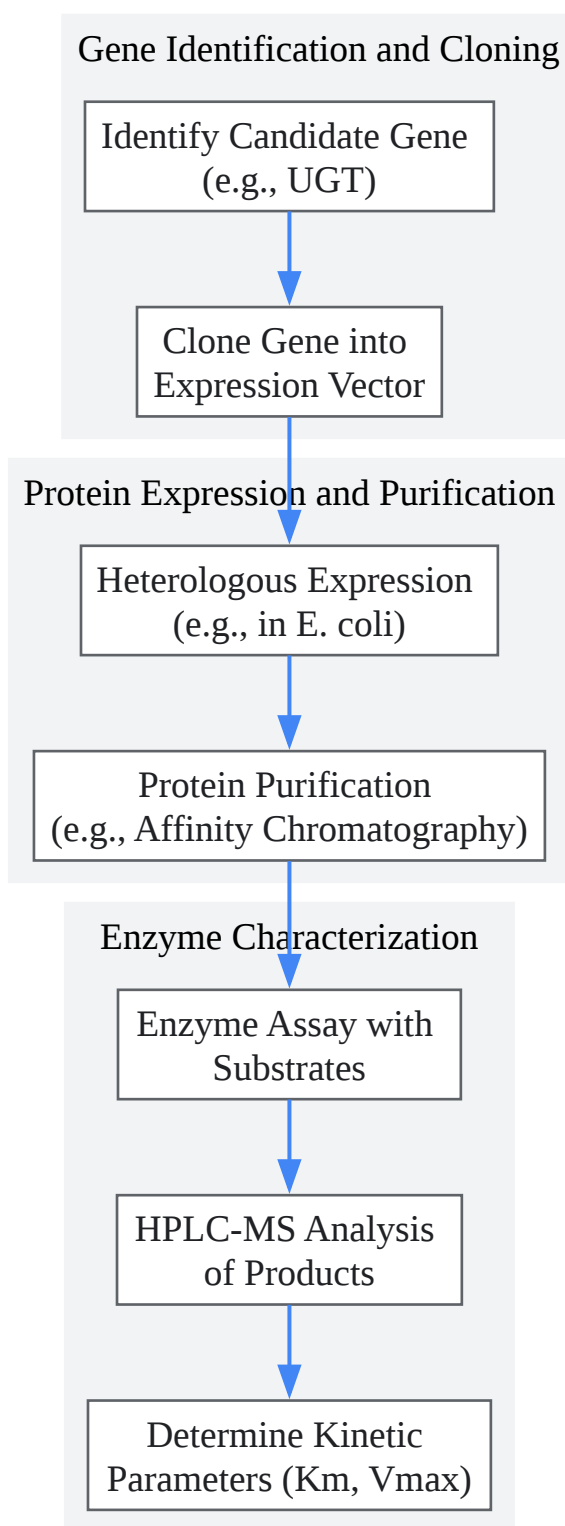 Gene Identification and Cloning
Identify Candidate Gene
(e.g., UGT)
Clone Gene into
Expression Vector
Protein Expression and Purification
Heterologous Expression
(e.g., in E. coli)
Protein Purification
(e.g., Affinity Chromatography)
Enzyme Characterization
Enzyme Assay with
Substrates
HPLC-MS Analysis
of Products
Determine Kinetic
Parameters (Km, Vmax)